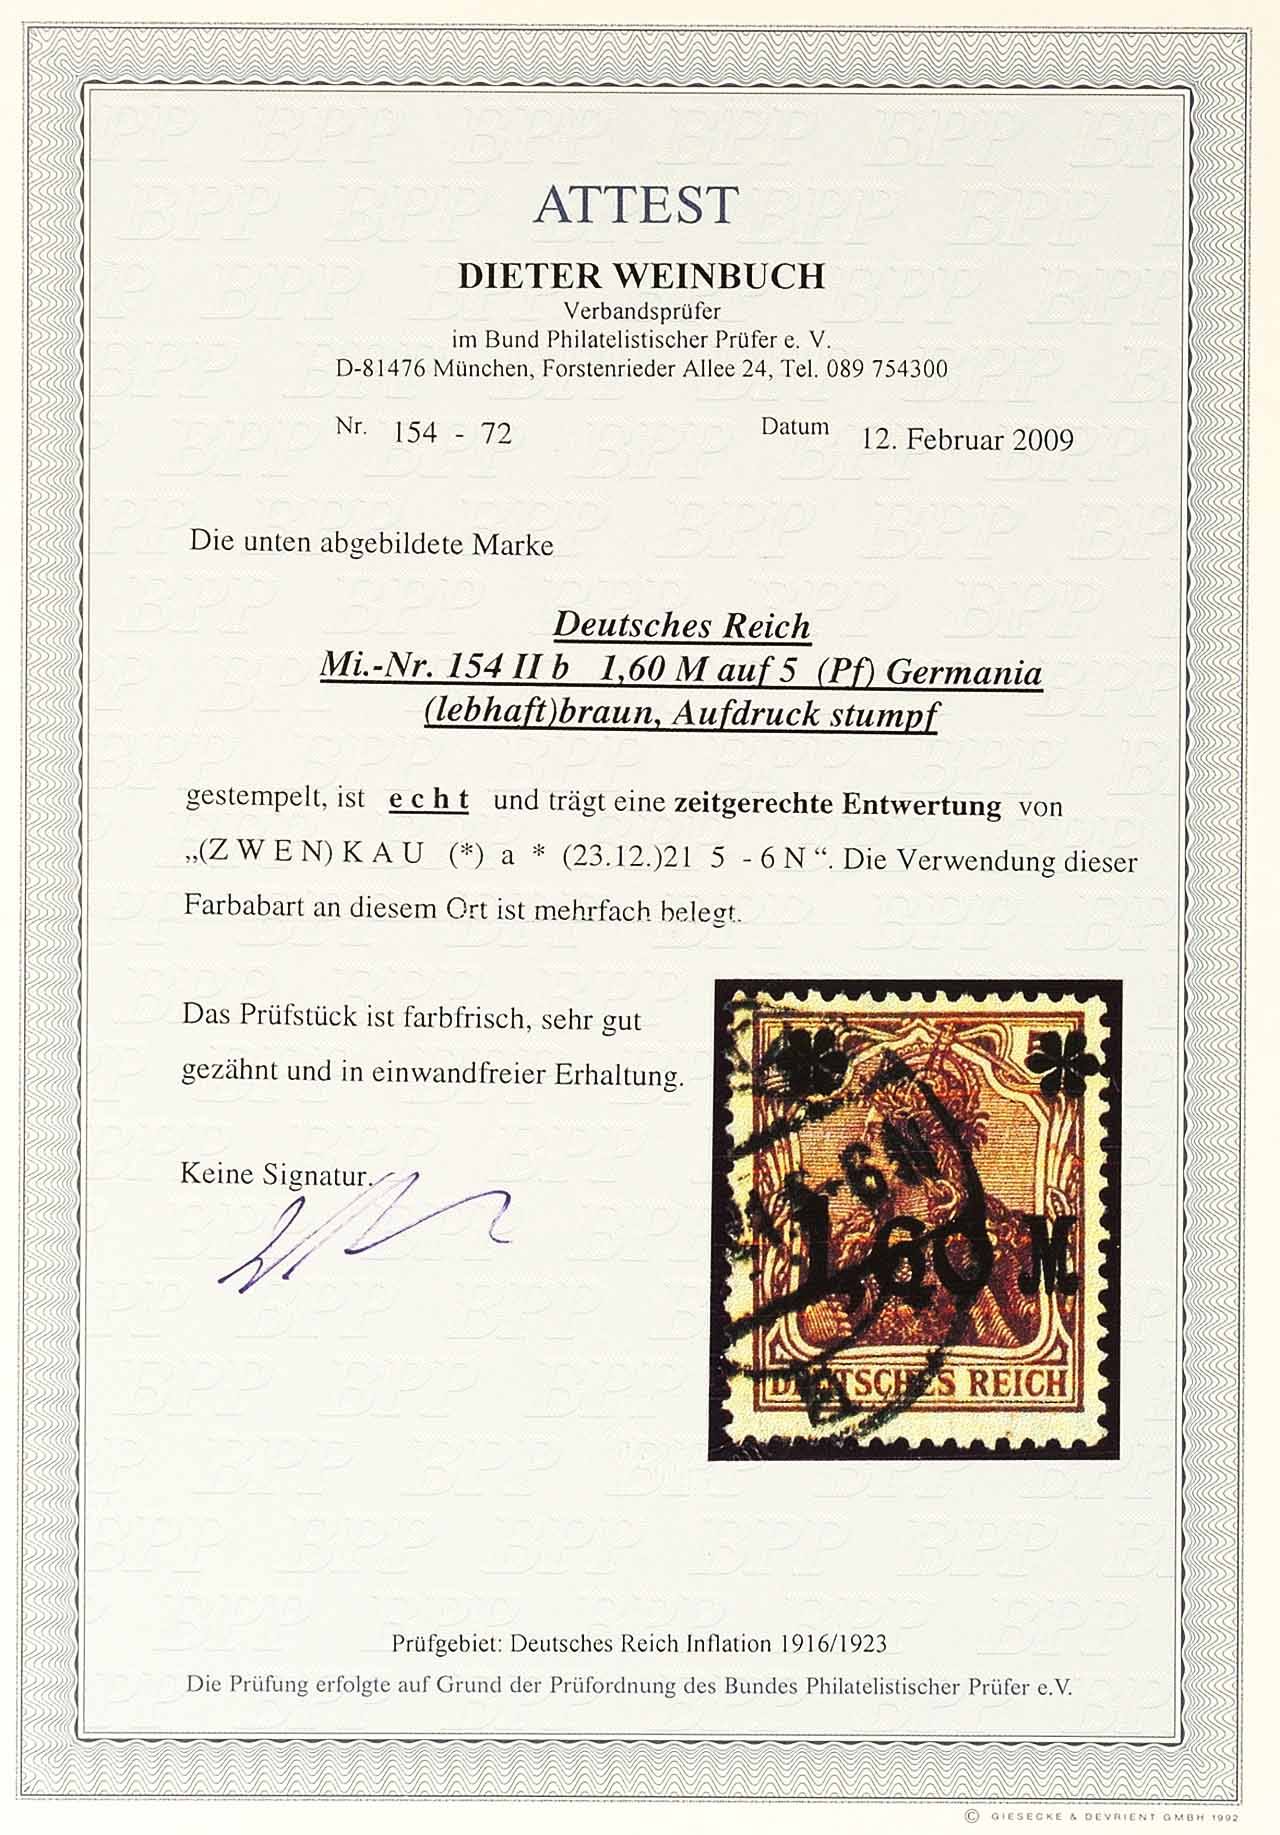 ATTEST
DIETER WEINBUCH
Verbandsprüfer
im Bund Philatelistischer Prüfer e. V.
D-81476 München, Forstenrieder Allee 24, Tel. 089 754300
Nr. 154 - 72 Datum 12. Februar 2009
Die unten abgebildete Marke
Deutsches Reich
Mi.-Nr. 154 II b 1,60 M auf 5 (Pf) Germania
(lebhaft)braun, Aufdruck stumpf
gestempelt, ist e c h t und trägt eine zeitgerechte Entwertung von
„(Z W E N) K A U (*) a * (23.12.)21 5 - 6 N “. Die Verwendung dieser
Farbabart an diesem Ort ist mehrfach belegt.
Das Prüfstück ist farbfrisch, sehr gut
gezähnt und in einwandfreier Erhaltung.
Keine Signatur.
5
-6 N
1,60 M
DEUTSCHES REICH
Prüfgebiet: Deutsches Reich Inflation 1916/1923
Die Prüfung erfolgte auf Grund der Prüfordnung des Bundes Philatelistischer Prüfer e.V.
© GIESECKE & DEVRIENT GMBH 1992